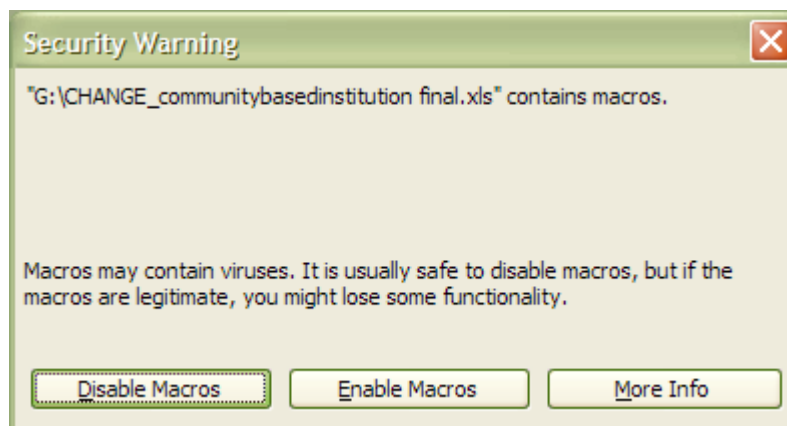 Security Warning
"G:\CHANGE_communitybasedinstitution final.xls" contains macros.
Macros may contain viruses. It is usually safe to disable macros, but if the
macros are legitimate, you might lose some functionality.
Disable Macros
Enable Macros
More Info